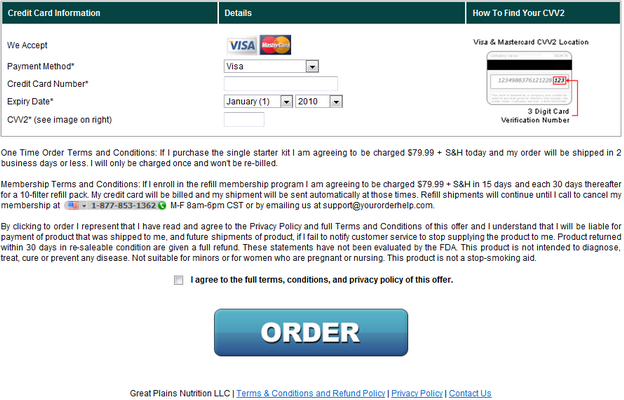 Credit Card Information Details How To Find Your CVV2
We Accept VISA MasterCard Visa & Mastercard CVV2 Location
Payment Method* Visa
Credit Card Number*
Expiry Date* January (1) 2010
CVV2* (see image on right)
123
3 Digit Card
Verification Number
One Time Order Terms and Conditions: If I purchase the single starter kit I am agreeing to be charged $79.99 + S&H today and my order will be shipped in 2
business days or less. I will only be charged once and won't be re-billed.
Membership Terms and Conditions: If I enroll in the refill membership program I am agreeing to be charged $79.99 + S&H in 15 days and each 30 days thereafter
for a 10-filter refill pack. My credit card will be billed and my shipment will be sent automatically at those times. Refill shipments will continue until I call to cancel my
membership at 1-877-853-1362 M-F 8am-6pm CST or by emailing us at support@yourorderhelp.com.
By clicking to order I represent that I have read and agree to the Privacy Policy and full Terms and Conditions of this offer and I understand that I will be liable for
payment of product that was shipped to me, and future shipments of product, if I fail to notify customer service to stop supplying the product to me. Product returned
within 30 days in re-saleable condition are given a full refund. These statements have not been evaluated by the FDA. This product is not intended to diagnose,
treat, cure or prevent any disease. Not suitable for minors or for women who are pregnant or nursing. This product is not a stop-smoking aid.
I agree to the full terms, conditions, and privacy policy of this offer.
ORDER
Great Plains Nutrition LLC | Terms & Conditions and Refund Policy | Privacy Policy | Contact Us